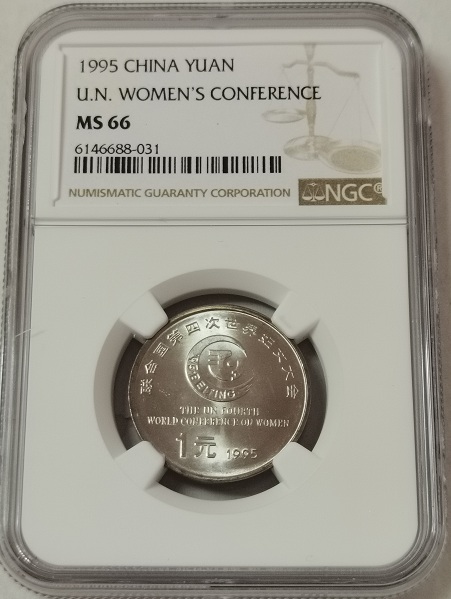 1995 CHINA YUAN
U.N. WOMEN'S CONFERENCE
MS 66
6146688-031
NUMISMATIC GUARANTY CORPORATION
NGC®
联合国第四次世界妇女大会
BEIJING
THE UN FOURTH
WORLD CONFERENCE ON WOMEN
1元 1995